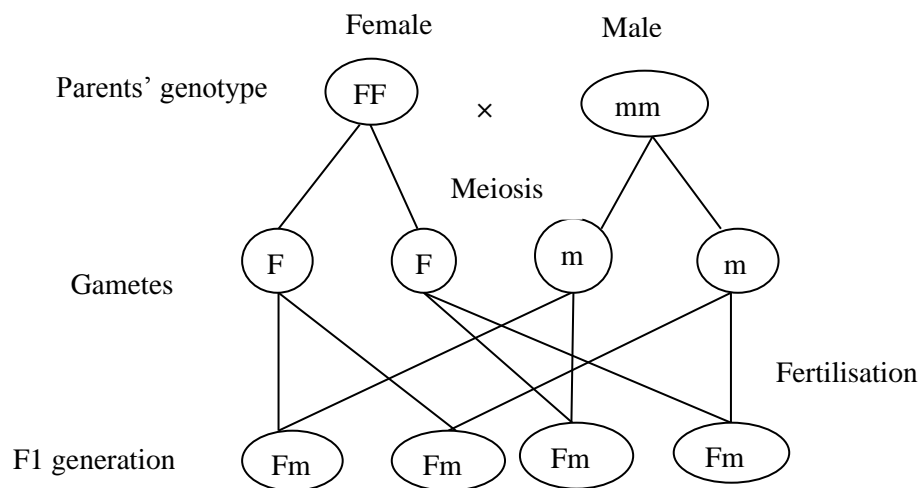 Female Male
Parents’ genotype FF × mm
Meiosis
F F m m
Gametes
Fertilisation
F1 generation Fm Fm Fm Fm